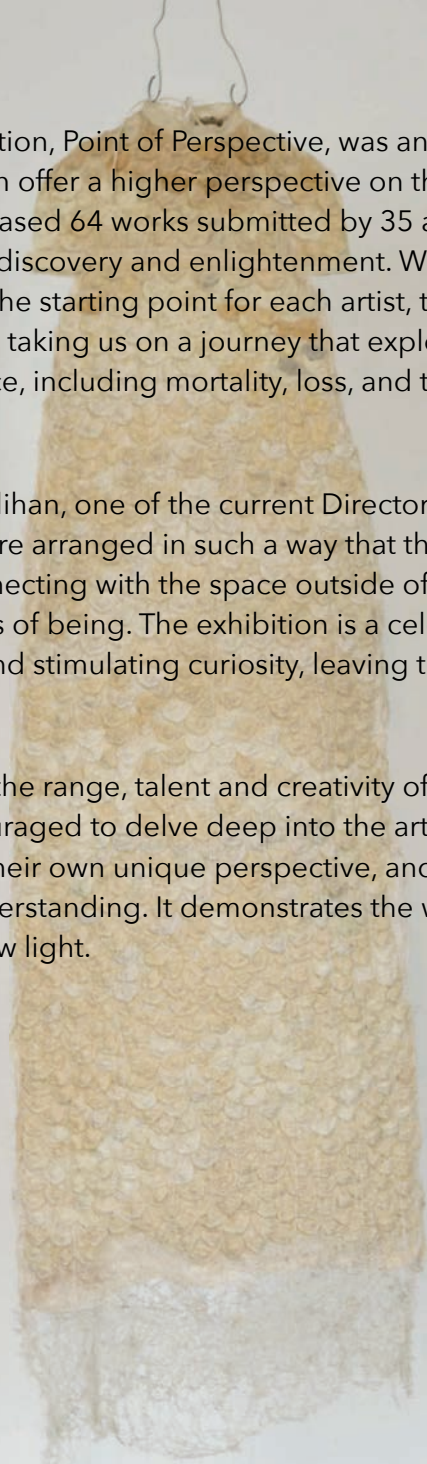 tion, Point of Perspective, was an
n offer a higher perspective on th
ased 64 works submitted by 35 a
discovery and enlightenment. W
he starting point for each artist, t
taking us on a journey that explo
ce, including mortality, loss, and t
lihan, one of the current Director
re arranged in such a way that th
necting with the space outside of
s of being. The exhibition is a cel
nd stimulating curiosity, leaving t
the range, talent and creativity of
uraged to delve deep into the art
heir own unique perspective, and
erstanding. It demonstrates the w
w light.